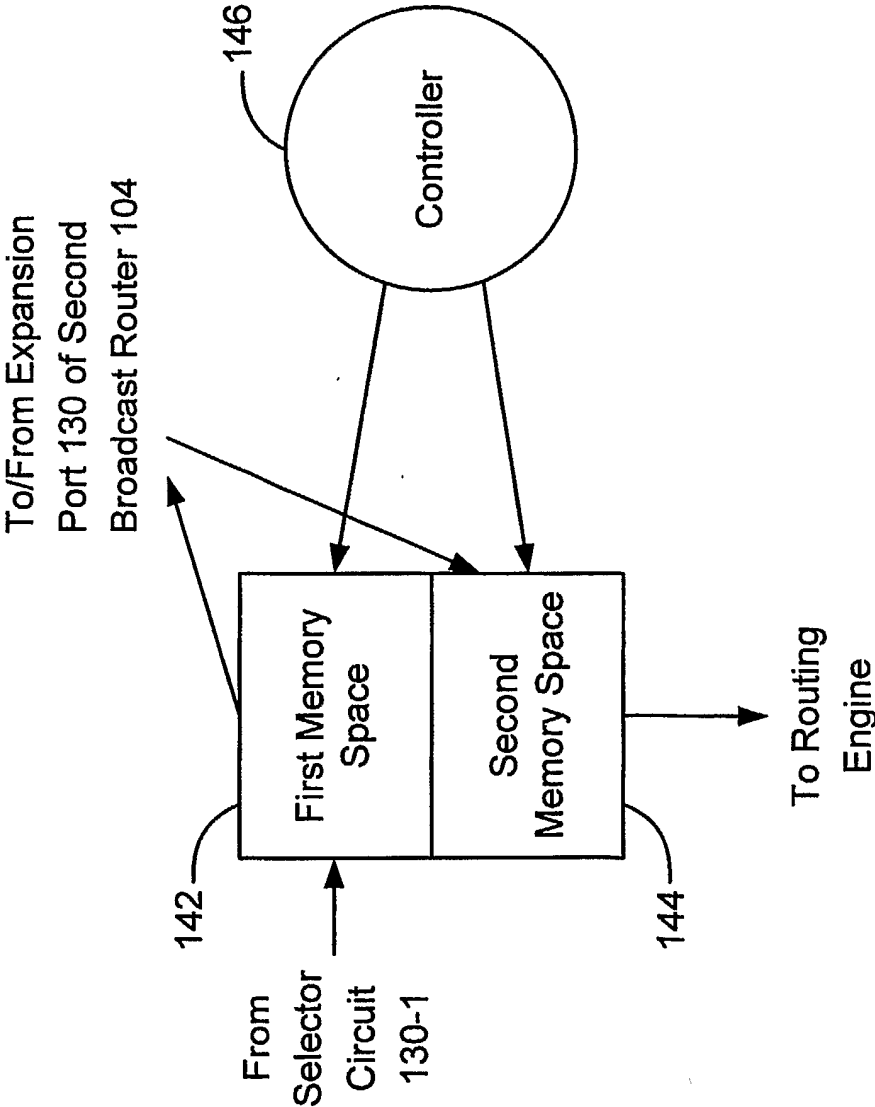 To/From Expansion
Port 130 of Second
Broadcast Router 104
146
Controller
142
First Memory
Space
Second
Memory Space
144
From
Selector
Circuit
130-1
To Routing
Engine